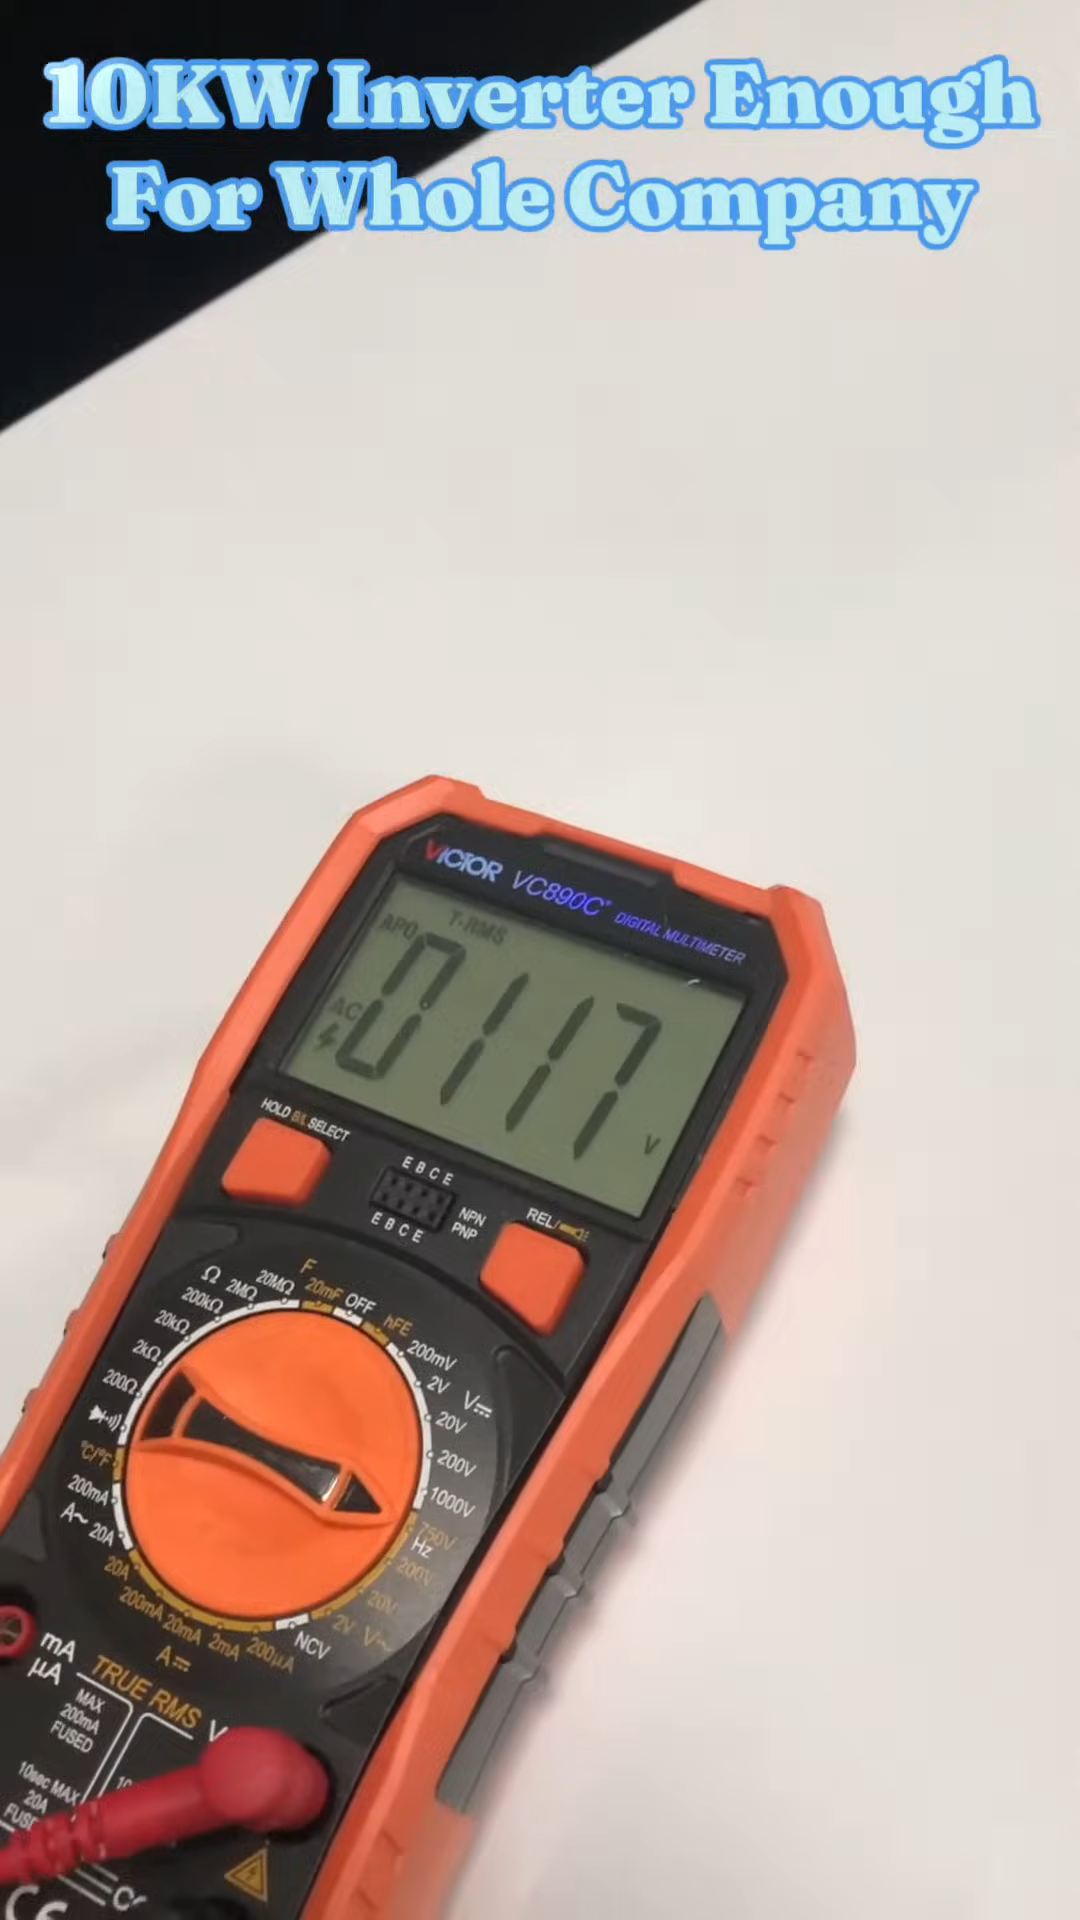 10KW Inverter Enough
For Whole Company
VICTOR VC890C+ DIGITAL MULTIMETER
APO T-RMS
AC 0117 V
HOLD B/L SELECT
E B C E
NPN
PNP
E B C E
REL/
F
Ω 2MΩ 20MΩ 20mF OFF hFE
200kΩ 200mV
20kΩ 2V V
2kΩ 20V
200Ω 200V
°C/°F 1000V
200mA 750V
Hz
A~ 20A 200V
20A 20V
200mA 20mA 2mA 200μA NCV 2V V~
A
mA
μA
TRUE RMS V
MAX
200mA
FUSED
10sec MAX
20A
CE